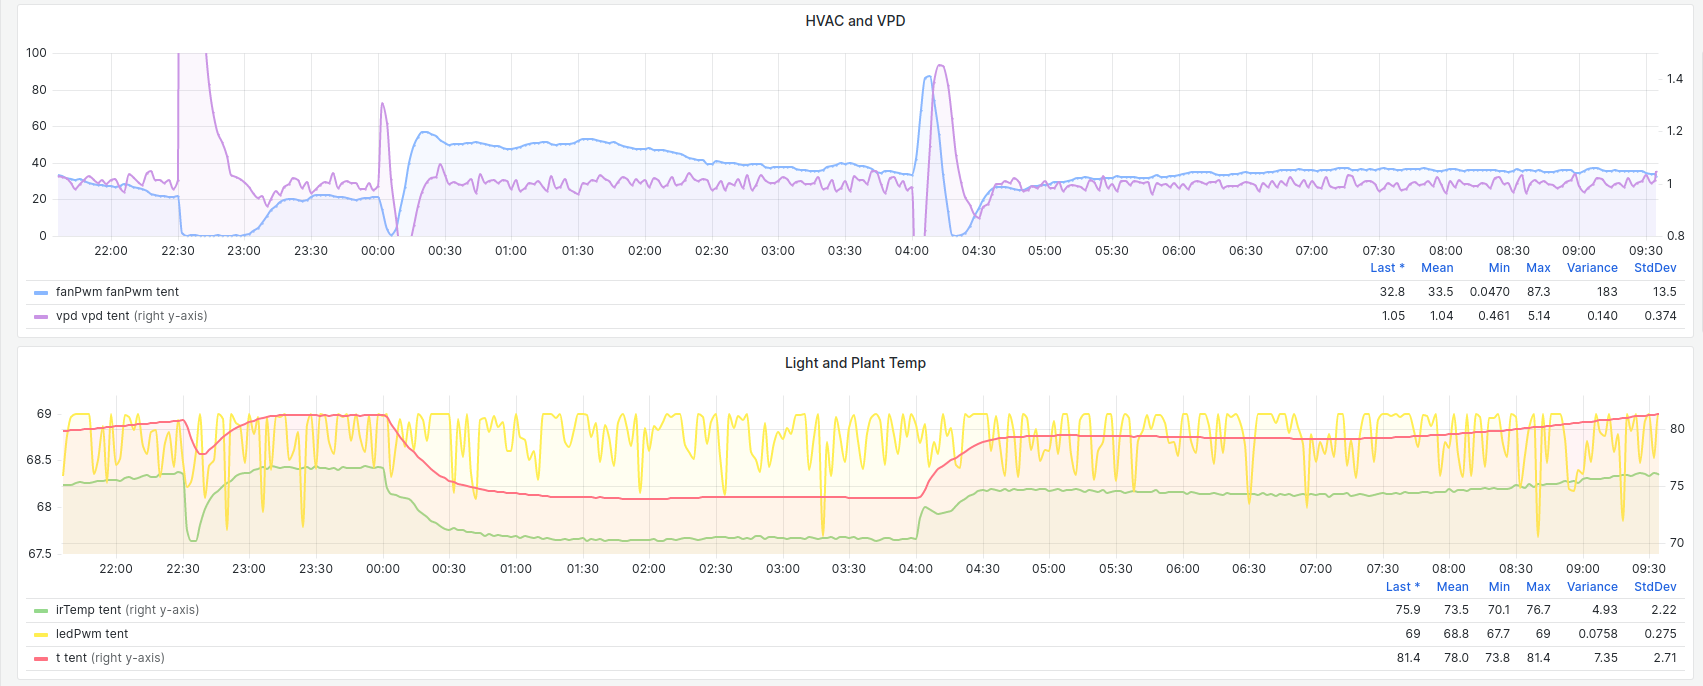 HVAC and VPD
100
80
60
40
20
0
1.4
1.2
1
0.8
22:00 22:30 23:00 23:30 00:00 00:30 01:00 01:30 02:00 02:30 03:00 03:30 04:00 04:30 05:00 05:30 06:00 06:30 07:00 07:30 08:00 08:30 09:00 09:30
Last * Mean Min Max Variance StdDev
fanPwm fanPwm tent 32.8 33.5 0.0470 87.3 183 13.5
vpd vpd tent (right y-axis) 1.05 1.04 0.461 5.14 0.140 0.374
Light and Plant Temp
69
68.5
68
67.5
80
75
70
22:00 22:30 23:00 23:30 00:00 00:30 01:00 01:30 02:00 02:30 03:00 03:30 04:00 04:30 05:00 05:30 06:00 06:30 07:00 07:30 08:00 08:30 09:00 09:30
Last * Mean Min Max Variance StdDev
irTemp tent (right y-axis) 75.9 73.5 70.1 76.7 4.93 2.22
ledPwm tent 69 68.8 67.7 69 0.0758 0.275
t tent (right y-axis) 81.4 78.0 73.8 81.4 7.35 2.71